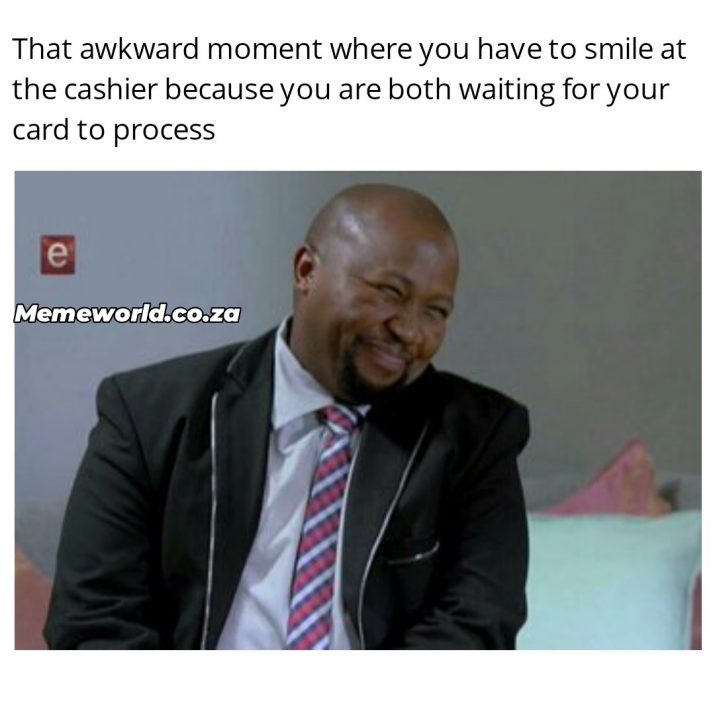 That awkward moment where you have to smile at
the cashier because you are both waiting for your
card to process
e
Memeworld.co.za